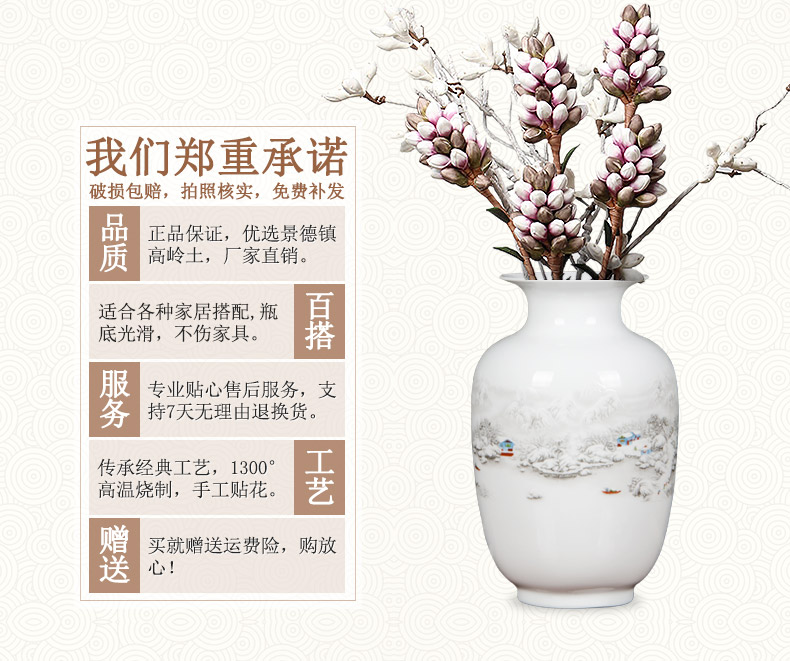 我们郑重承诺
破损包赔，拍照核实，免费补发
品质
正品保证，优选景德镇
高岭土，厂家直销。
适合各种家居搭配,瓶
底光滑，不伤家具。
百搭
服务
专业贴心售后服务，支
持7天无理由退换货。
传承经典工艺，1300°
高温烧制，手工贴花。
工艺
赠送
买就赠送运费险，购放
心！